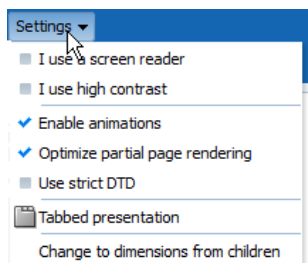 Settings
I use a screen reader
I use high contrast
Enable animations
Optimize partial page rendering
Use strict DTD
Tabbed presentation
Change to dimensions from children